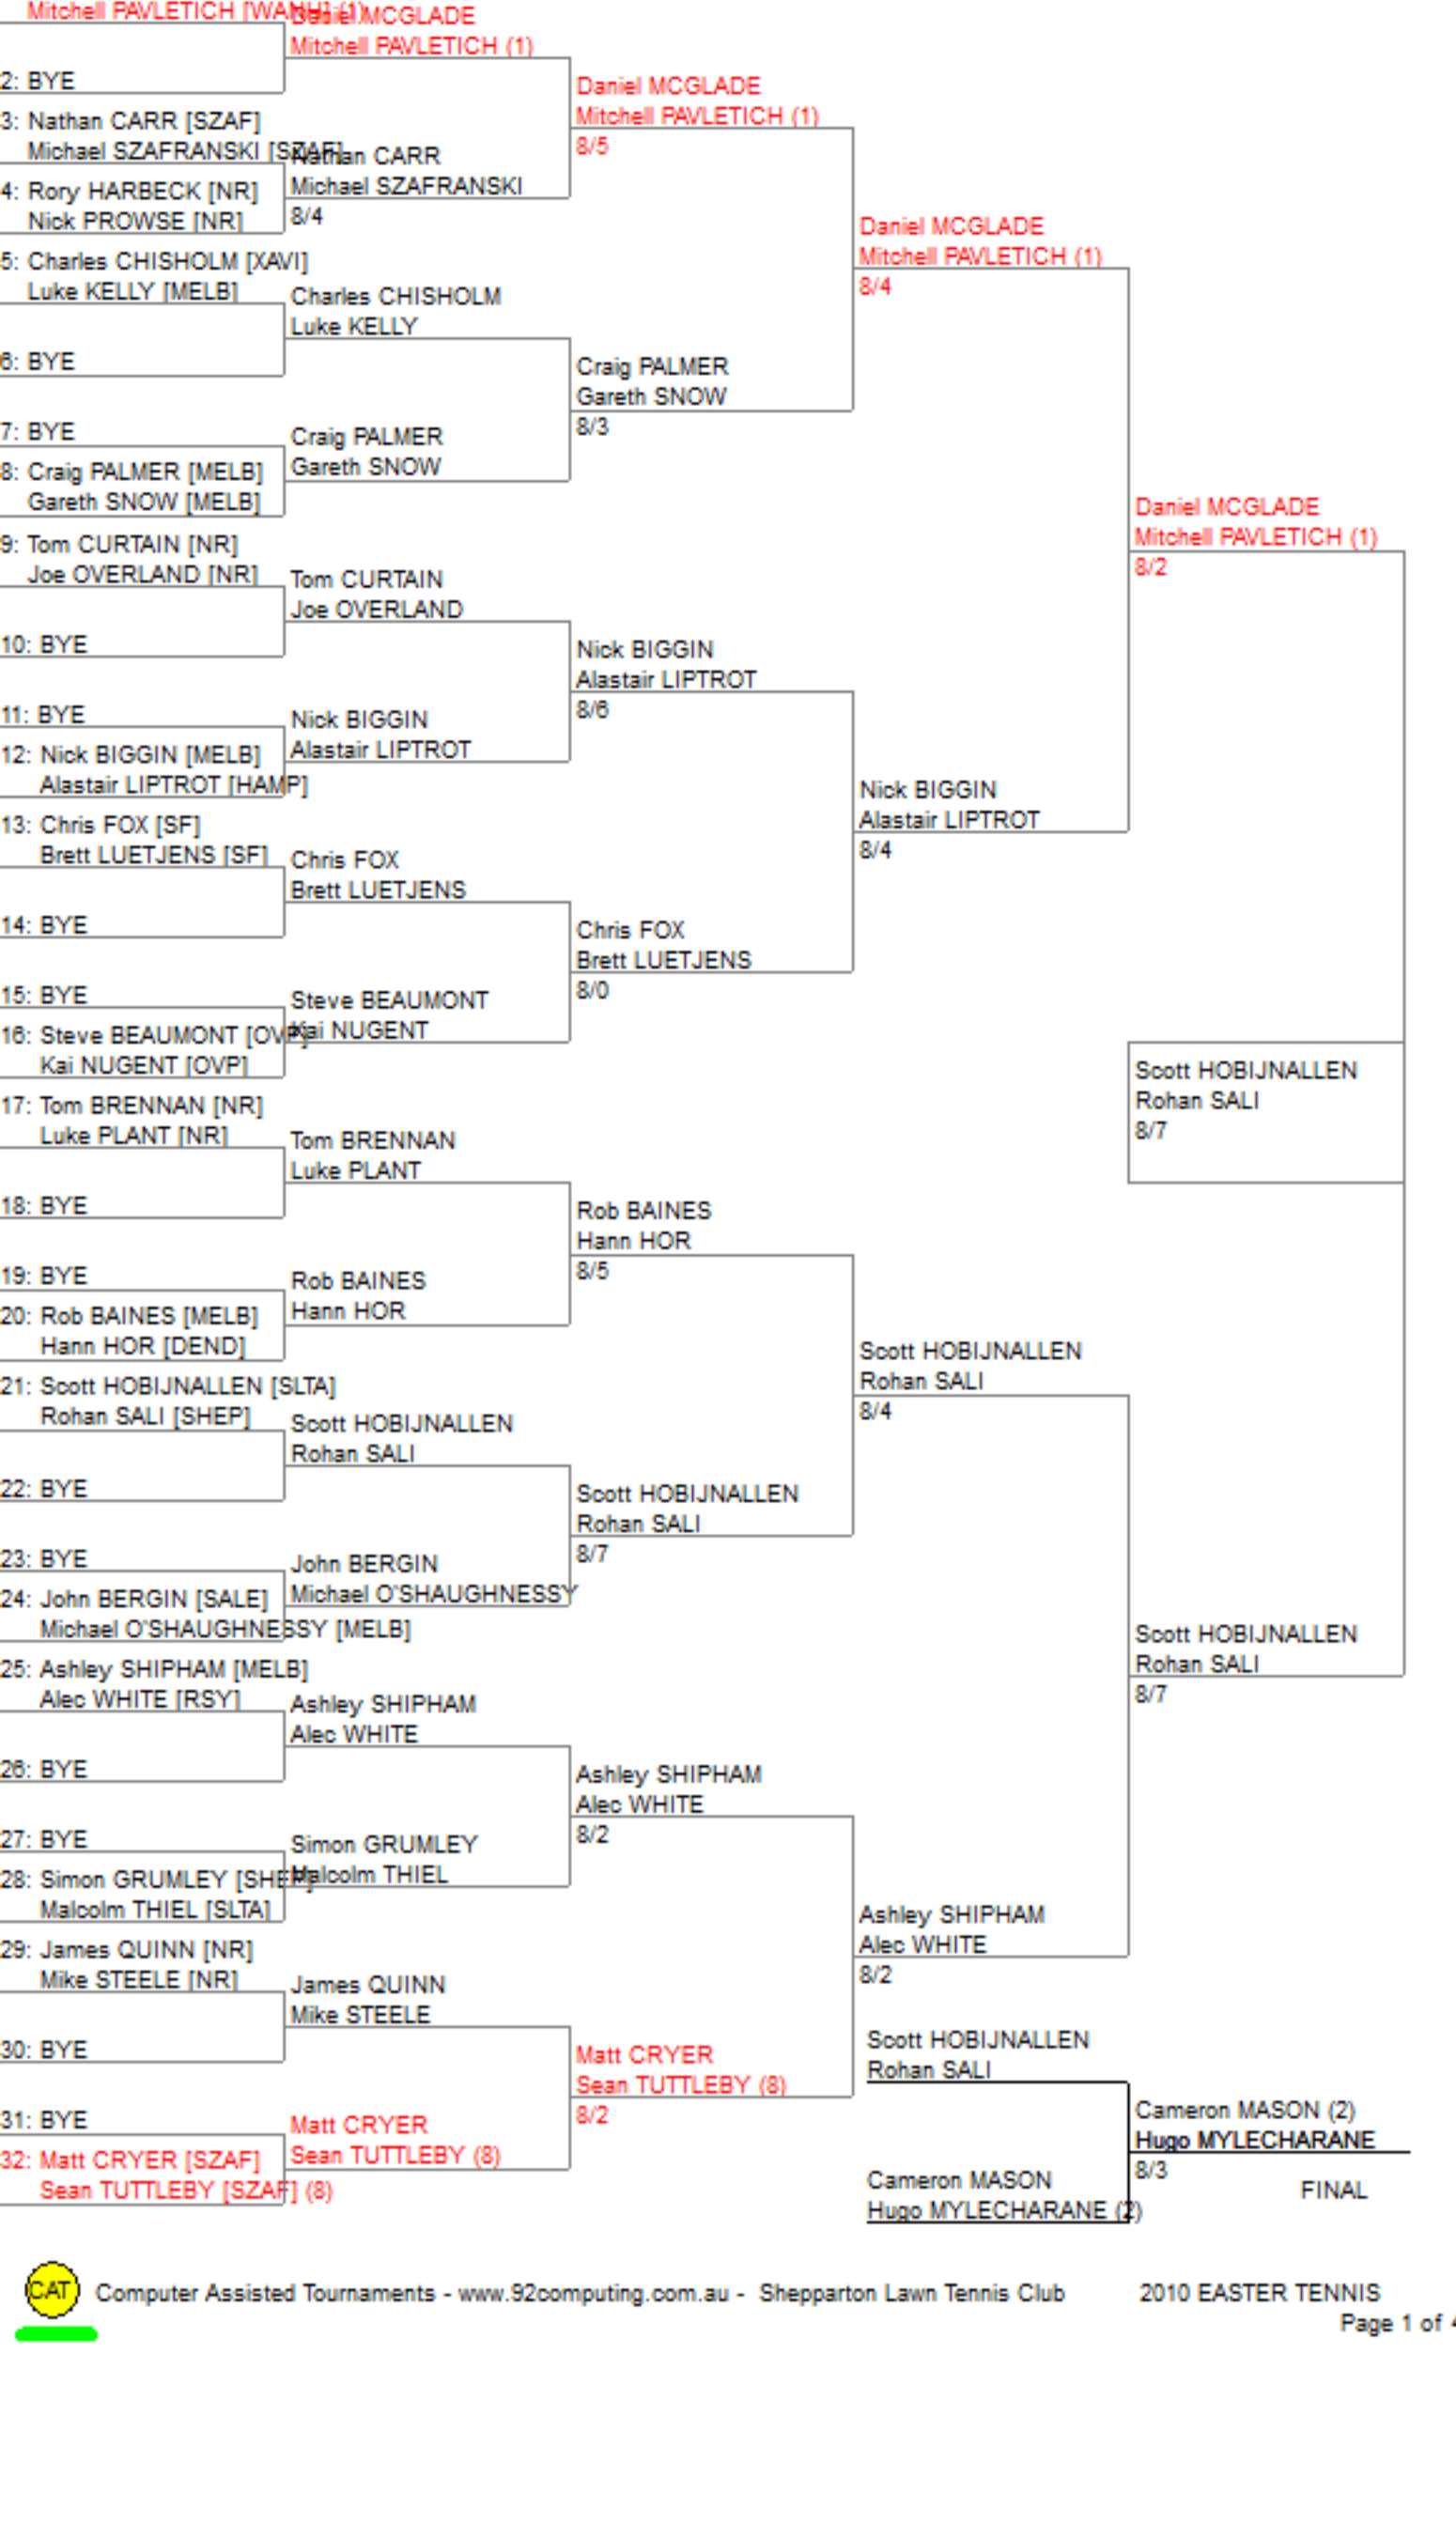 Mitchell PAVLETICH [WANH] (1)
2: BYE
3: Nathan CARR [SZAF]
Michael SZAFRANSKI [SZAF]
4: Rory HARBECK [NR]
Nick PROWSE [NR]
5: Charles CHISHOLM [XAVI]
Luke KELLY [MELB]
6: BYE
7: BYE
8: Craig PALMER [MELB]
Gareth SNOW [MELB]
9: Tom CURTAIN [NR]
Joe OVERLAND [NR]
10: BYE
11: BYE
12: Nick BIGGIN [MELB]
Alastair LIPTROT [HAMP]
13: Chris FOX [SF]
Brett LUETJENS [SF]
14: BYE
15: BYE
16: Steve BEAUMONT [OVP]
Kai NUGENT [OVP]
17: Tom BRENNAN [NR]
Luke PLANT [NR]
18: BYE
19: BYE
20: Rob BAINES [MELB]
Hann HOR [DEND]
21: Scott HOBIJNALLEN [SLTA]
Rohan SALI [SHEP]
22: BYE
23: BYE
24: John BERGIN [SALE]
Michael O'SHAUGHNESSY [MELB]
25: Ashley SHIPHAM [MELB]
Alec WHITE [RSY]
26: BYE
27: BYE
28: Simon GRUMLEY [SHEP]
Malcolm THIEL [SLTA]
29: James QUINN [NR]
Mike STEELE [NR]
30: BYE
31: BYE
32: Matt CRYER [SZAF]
Sean TUTTLEBY [SZAF] (8)
Daniel MCGLADE
Mitchell PAVLETICH (1)
Nathan CARR
Michael SZAFRANSKI
8/4
Charles CHISHOLM
Luke KELLY
Craig PALMER
Gareth SNOW
Tom CURTAIN
Joe OVERLAND
Nick BIGGIN
Alastair LIPTROT
Chris FOX
Brett LUETJENS
Steve BEAUMONT
Kai NUGENT
Tom BRENNAN
Luke PLANT
Rob BAINES
Hann HOR
Scott HOBIJNALLEN
Rohan SALI
John BERGIN
Michael O'SHAUGHNESSY
Ashley SHIPHAM
Alec WHITE
Simon GRUMLEY
Malcolm THIEL
James QUINN
Mike STEELE
Matt CRYER
Sean TUTTLEBY (8)
Daniel MCGLADE
Mitchell PAVLETICH (1)
8/5
Craig PALMER
Gareth SNOW
8/3
Nick BIGGIN
Alastair LIPTROT
8/6
Chris FOX
Brett LUETJENS
8/0
Rob BAINES
Hann HOR
8/5
Scott HOBIJNALLEN
Rohan SALI
8/7
Ashley SHIPHAM
Alec WHITE
8/2
Matt CRYER
Sean TUTTLEBY (8)
8/2
Daniel MCGLADE
Mitchell PAVLETICH (1)
8/4
Nick BIGGIN
Alastair LIPTROT
8/4
Scott HOBIJNALLEN
Rohan SALI
8/4
Ashley SHIPHAM
Alec WHITE
8/2
Daniel MCGLADE
Mitchell PAVLETICH (1)
8/2
Scott HOBIJNALLEN
Rohan SALI
8/7
Scott HOBIJNALLEN
Rohan SALI
8/7
Scott HOBIJNALLEN
Rohan SALI
Cameron MASON
Hugo MYLECHARANE (2)
Cameron MASON (2)
Hugo MYLECHARANE
8/3
FINAL
CAT
Computer Assisted Tournaments - www.92computing.com.au - Shepparton Lawn Tennis Club
2010 EASTER TENNIS
Page 1 of